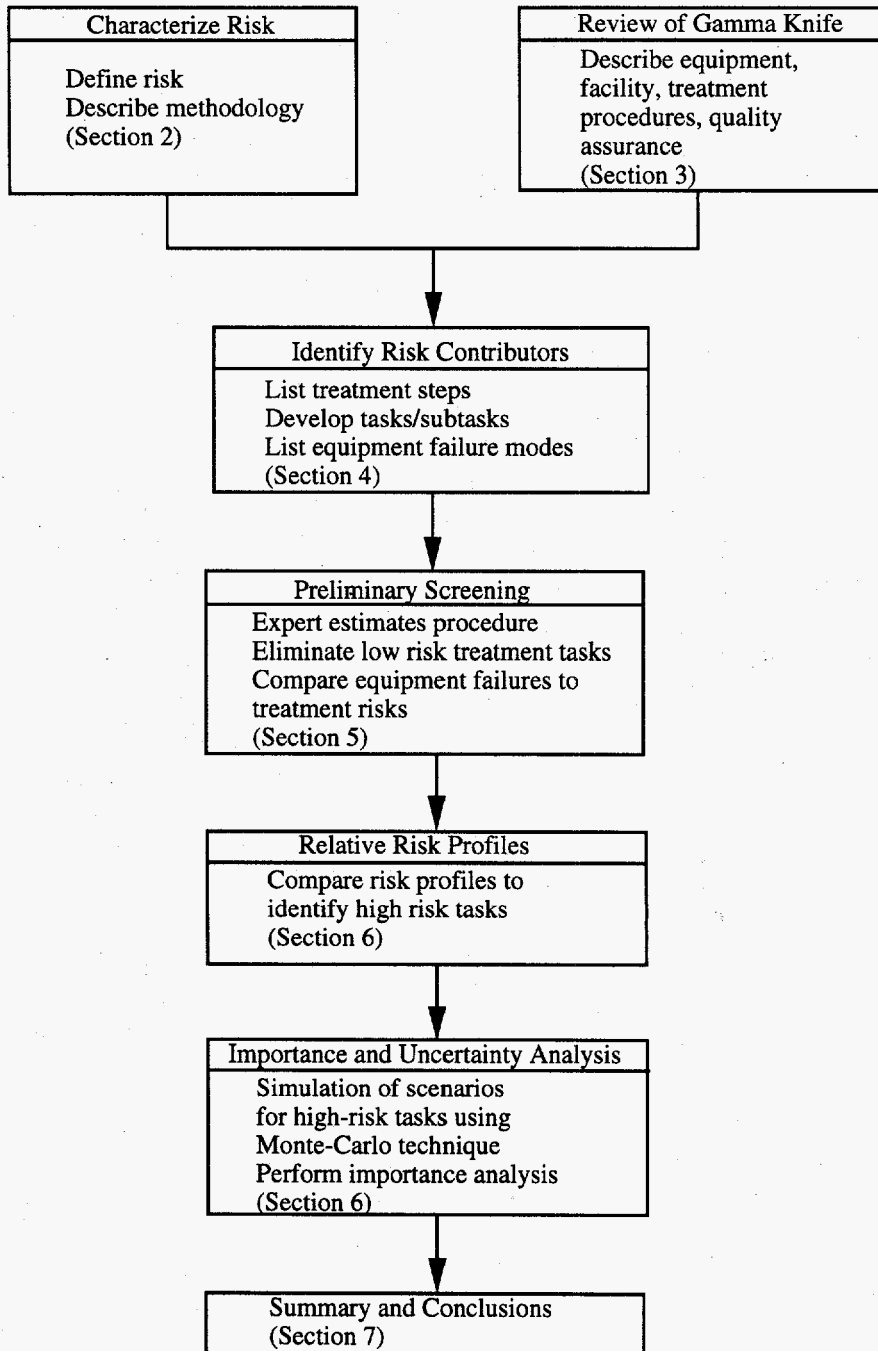 Characterize Risk
Define risk
Describe methodology
(Section 2)
Review of Gamma Knife
Describe equipment,
facility, treatment
procedures, quality
assurance
(Section 3)
Identify Risk Contributors
List treatment steps
Develop tasks/subtasks
List equipment failure modes
(Section 4)
Preliminary Screening
Expert estimates procedure
Eliminate low risk treatment tasks
Compare equipment failures to
treatment risks
(Section 5)
Relative Risk Profiles
Compare risk profiles to
identify high risk tasks
(Section 6)
Importance and Uncertainty Analysis
Simulation of scenarios
for high-risk tasks using
Monte-Carlo technique
Perform importance analysis
(Section 6)
Summary and Conclusions
(Section 7)